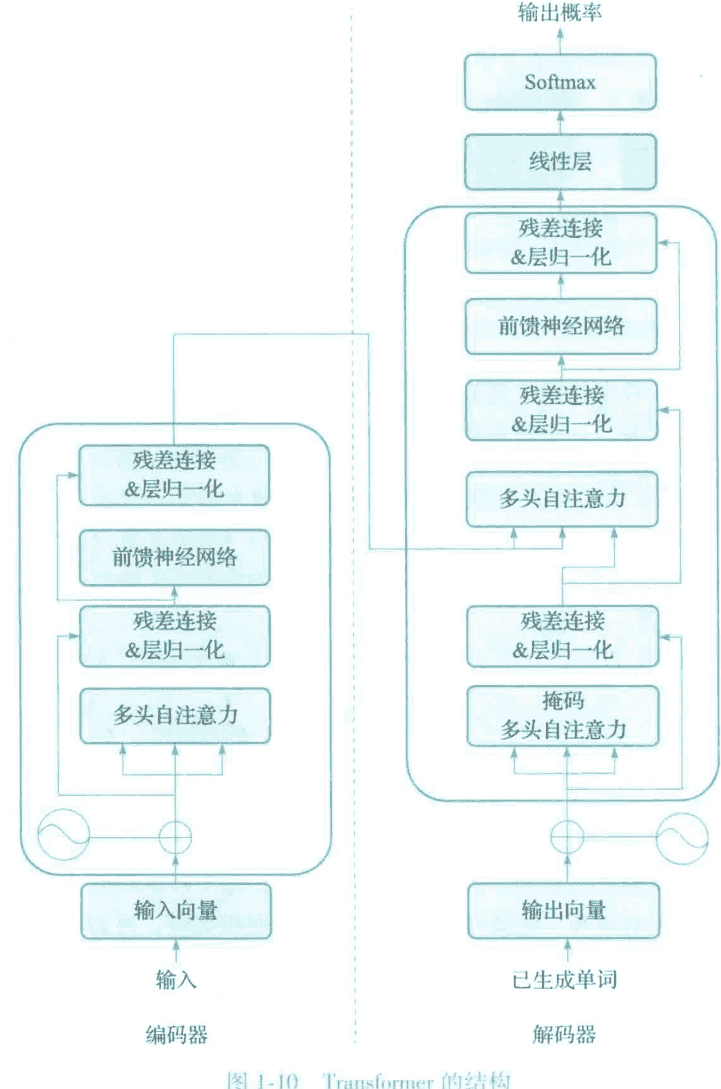 输出概率
Softmax
线性层
残差连接
&层归一化
前馈神经网络
残差连接
&层归一化
多头自注意力
残差连接
&层归一化
掩码
多头自注意力
输出向量
已生成单词
解码器
残差连接
&层归一化
前馈神经网络
残差连接
&层归一化
多头自注意力
输入向量
输入
编码器
图 1-10 Transformer 的结构